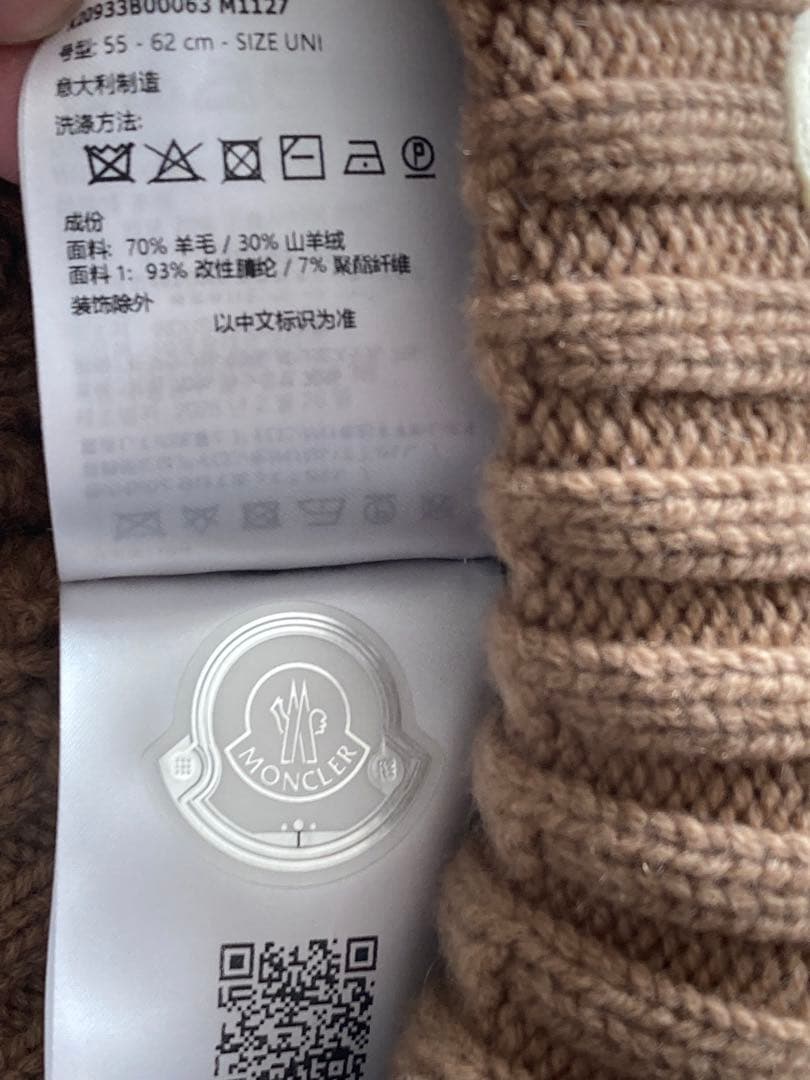 20933B00063 M1127
号型: 55 - 62 cm - SIZE UNI
意大利制造
洗涤方法:
P
成份
面料: 70% 羊毛 / 30% 山羊绒
面料 1: 93% 改性腈纶 / 7% 聚酯纤维
装饰除外
以中文标识为准
MONCLER